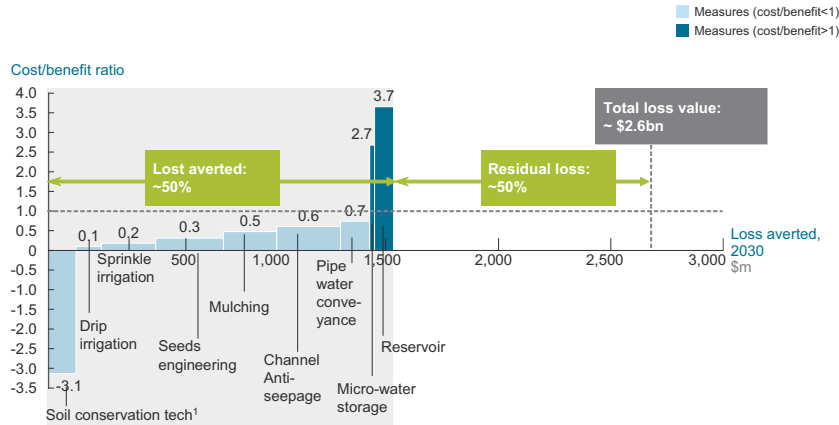 Measures (cost/benefit<1)
Measures (cost/benefit>1)
Cost/benefit ratio
4.0
3.5
3.0
2.5
2.0
1.5
1.0
0.5
0
-0.5
-1.0
-1.5
-2.0
-2.5
-3.0
-3.5
3.7
2.7
Total loss value:
~ $2.6bn
Lost averted:
~50%
Residual loss:
~50%
0.1
0.2
0.3
0.5
0.6
0.7
-3.1
500
1,000
1,500
2,000
2,500
3,000
Loss averted,
2030
$m
Sprinkle
irrigation
Pipe
water
conve-
yance
Mulching
Drip
irrigation
Seeds
engineering
Channel
Anti-
seepage
Reservoir
Micro-water
storage
Soil conservation tech¹